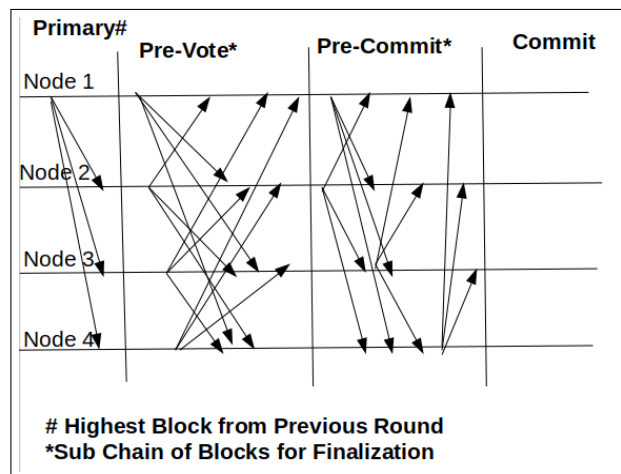 Primary#
Pre-Vote*
Pre-Commit*
Commit
Node 1
Node 2
Node 3
Node 4
# Highest Block from Previous Round
*Sub Chain of Blocks for Finalization